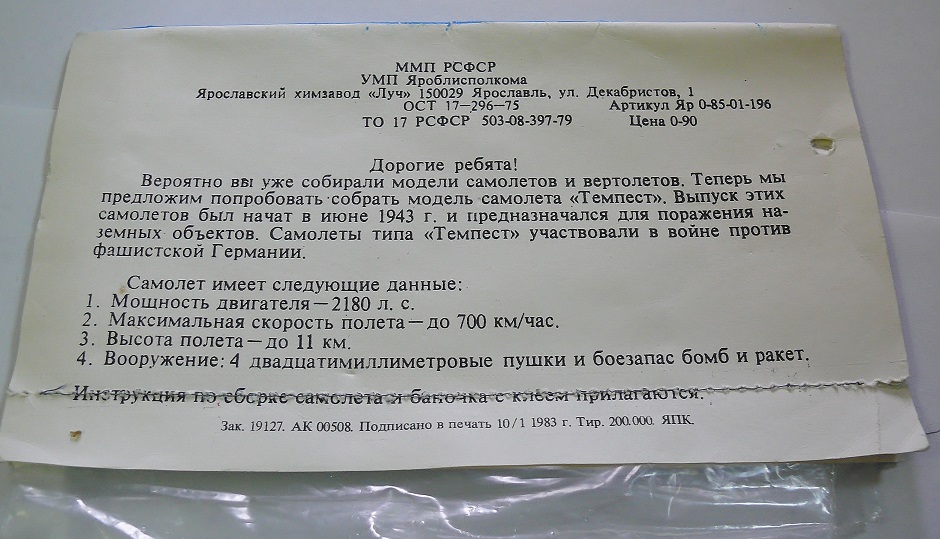 ММП РСФСР
УМП Яроблисполкома
Ярославский химзавод «Луч» 150029 Ярославль, ул. Декабристов, 1
ОСТ 17—296—75 Артикул Яр 0-85-01-196
ТО 17 РСФСР 503-08-397-79 Цена 0-90
Дорогие ребята!
Вероятно вы уже собирали модели самолетов и вертолетов. Теперь мы
предложим попробовать собрать модель самолета «Темпест». Выпуск этих
самолетов был начат в июне 1943 г. и предназначался для поражения на-
земных объектов. Самолеты типа «Темпест» участвовали в войне против
фашистской Германии.
Самолет имеет следующие данные:
1. Мощность двигателя—2180 л. с.
2. Максимальная скорость полета—до 700 км/час.
3. Высота полета—до 11 км.
4. Вооружение: 4 двадцатимиллиметровые пушки и боезапас бомб и ракет.
Инструкция по сборке самолета и баночка с клеем прилагаются.
Зак. 19127. АК 00508. Подписано в печать 10/1 1983 г. Тир. 200.000. ЯПК.